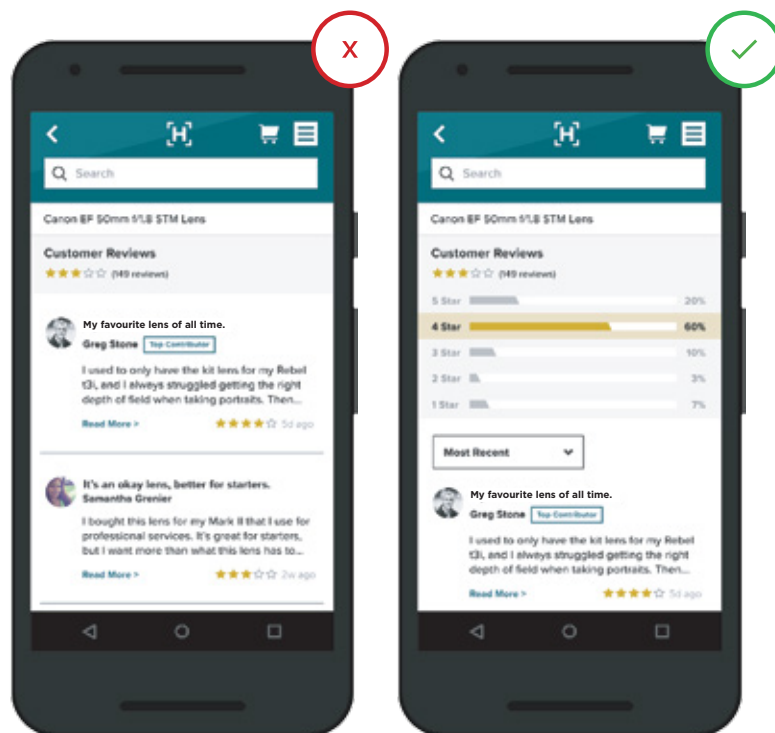 X
[H]
Search
Canon EF 50mm f/1.8 STM Lens
Customer Reviews
(149 reviews)
My favourite lens of all time.
Greg Stone Top Contributor
I used to only have the kit lens for my Rebel
t3i, and I always struggled getting the right
depth of field when taking portraits. Then...
Read More > 5d ago
It's an okay lens, better for starters.
Samantha Grenier
I bought this lens for my Mark II that I use for
professional services. It's great for starters,
but I want more than what this lens has to...
Read More > 2w ago
[H]
Search
Canon EF 50mm f/1.8 STM Lens
Customer Reviews
(149 reviews)
5 Star 20%
4 Star 60%
3 Star 10%
2 Star 3%
1 Star 7%
Most Recent
My favourite lens of all time.
Greg Stone Top Contributor
I used to only have the kit lens for my Rebel
t3i, and I always struggled getting the right
depth of field when taking portraits. Then...
Read More > 5d ago